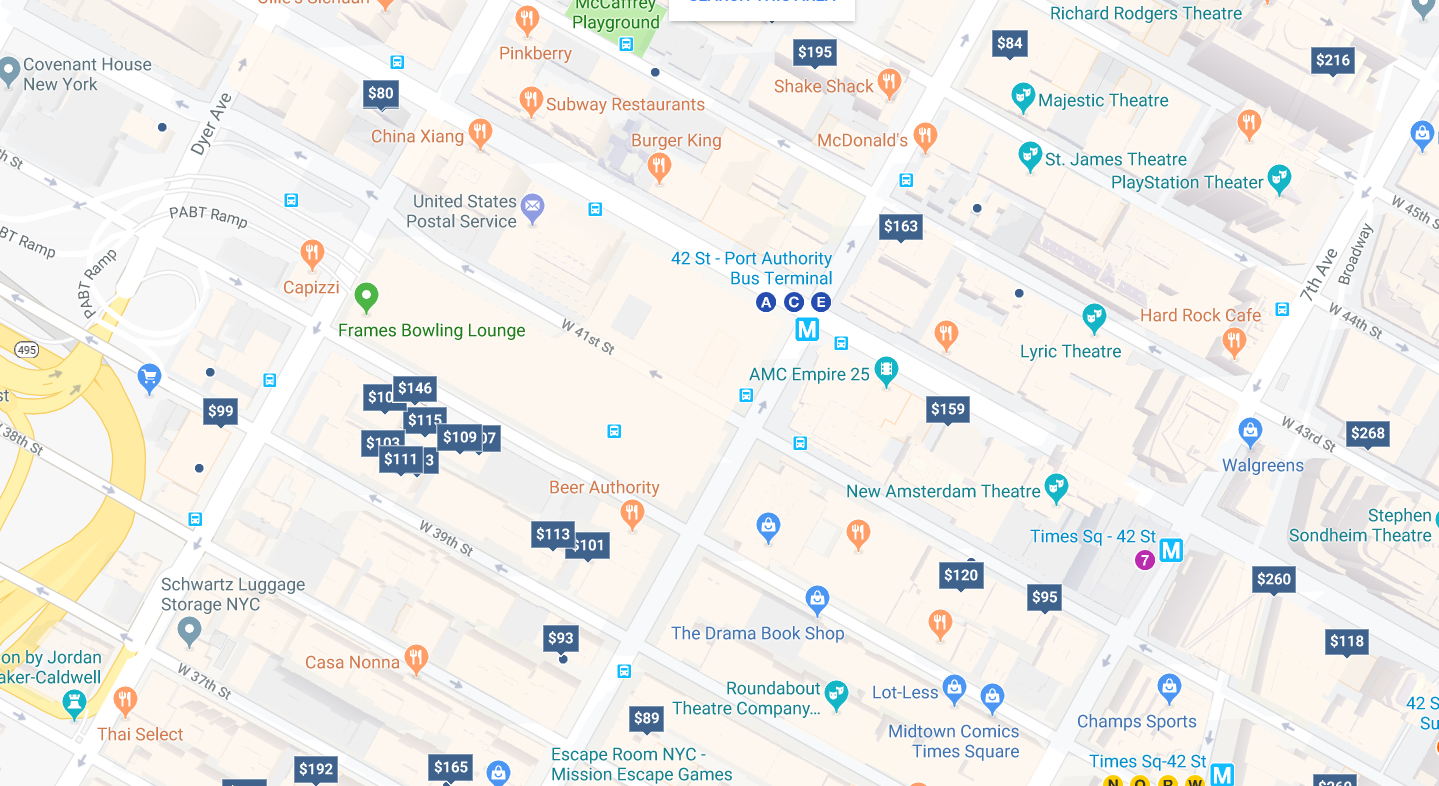 Richard Rodgers Theatre
McCaffrey
Playground
Pinkberry
$195
$84
$216
Covenant House
New York
Shake Shack
$80
Subway Restaurants
Majestic Theatre
Dyer Ave
China Xiang
Burger King
McDonald's
St. James Theatre
PlayStation Theater
United States
Postal Service
PABT Ramp
W 45th St
$163
Broadway
PABT Ramp
42 St - Port Authority
Bus Terminal
A C E
M
7th Ave
Capizzi
Frames Bowling Lounge
W 41st St
Hard Rock Cafe
W 44th St
495
Lyric Theatre
AMC Empire 25
$146
$99
$115
$159
$109
$111
W 43rd St
$268
W 38th St
Walgreens
Beer Authority
New Amsterdam Theatre
$113
$101
W 39th St
Times Sq - 42 St
M
7
Stephen
Sondheim Theatre
$120
$95
$260
Schwartz Luggage
Storage NYC
The Drama Book Shop
$93
$118
on by Jordan
aker-Caldwell
Casa Nonna
W 37th St
Roundabout
Theatre Company...
Lot-Less
Midtown Comics
Times Square
Champs Sports
Thai Select
$89
Escape Room NYC -
Mission Escape Games
$192
$165
Times Sq-42 St
M
N Q R W